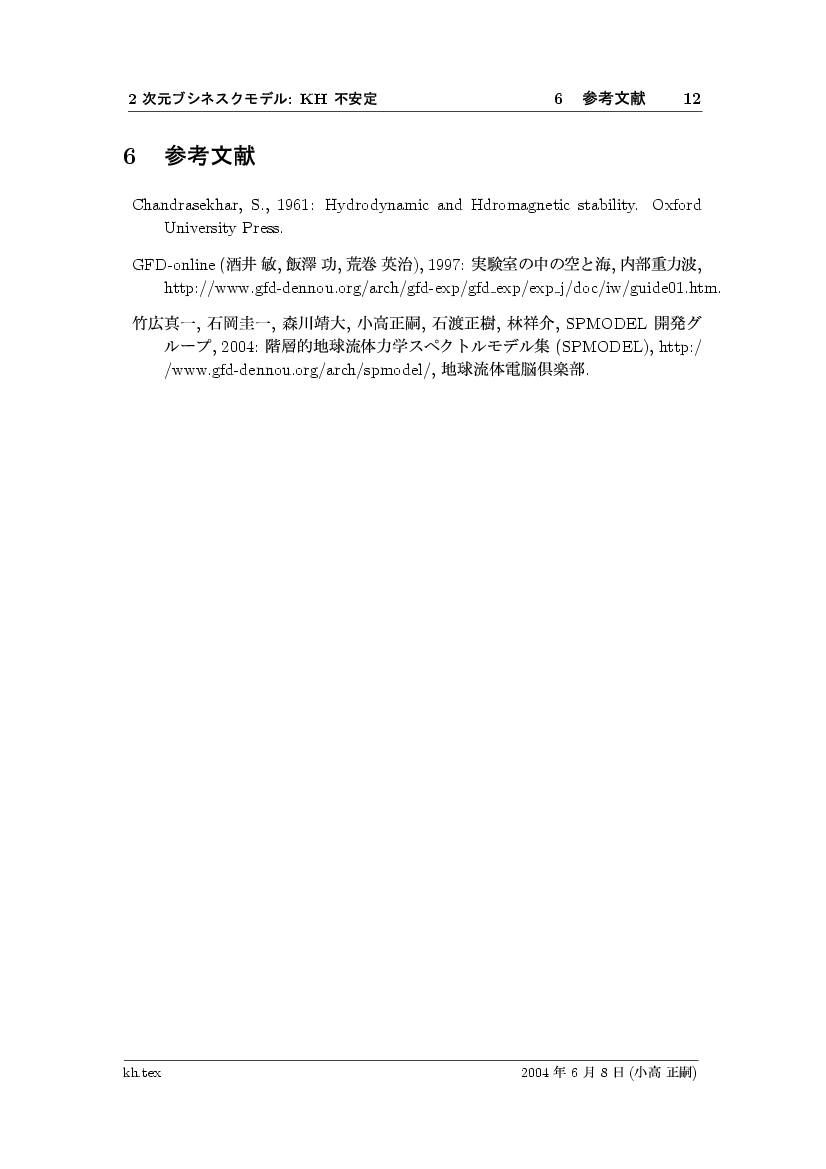 2 次元ブシネスクモデル: KH 不安定 6 参考文献 12
6 参考文献
Chandrasekhar, S., 1961: Hydrodynamic and Hdromagnetic stability. Oxford
University Press.
GFD-online (酒井 敏, 飯澤 功, 荒巻 英治), 1997: 実験室の中の空と海, 内部重力波,
http://www.gfd-dennou.org/arch/gfd-exp/gfd_exp/exp_j/doc/iw/guide01.htm.
竹広真一, 石岡圭一, 森川靖大, 小高正嗣, 石渡正樹, 林祥介, SPMODEL 開発グ
ループ, 2004: 階層的地球流体力学スペクトルモデル集 (SPMODEL), http:/
/www.gfd-dennou.org/arch/spmodel/, 地球流体電脳倶楽部.
kh.tex 2004 年 6 月 8 日 (小高 正嗣)